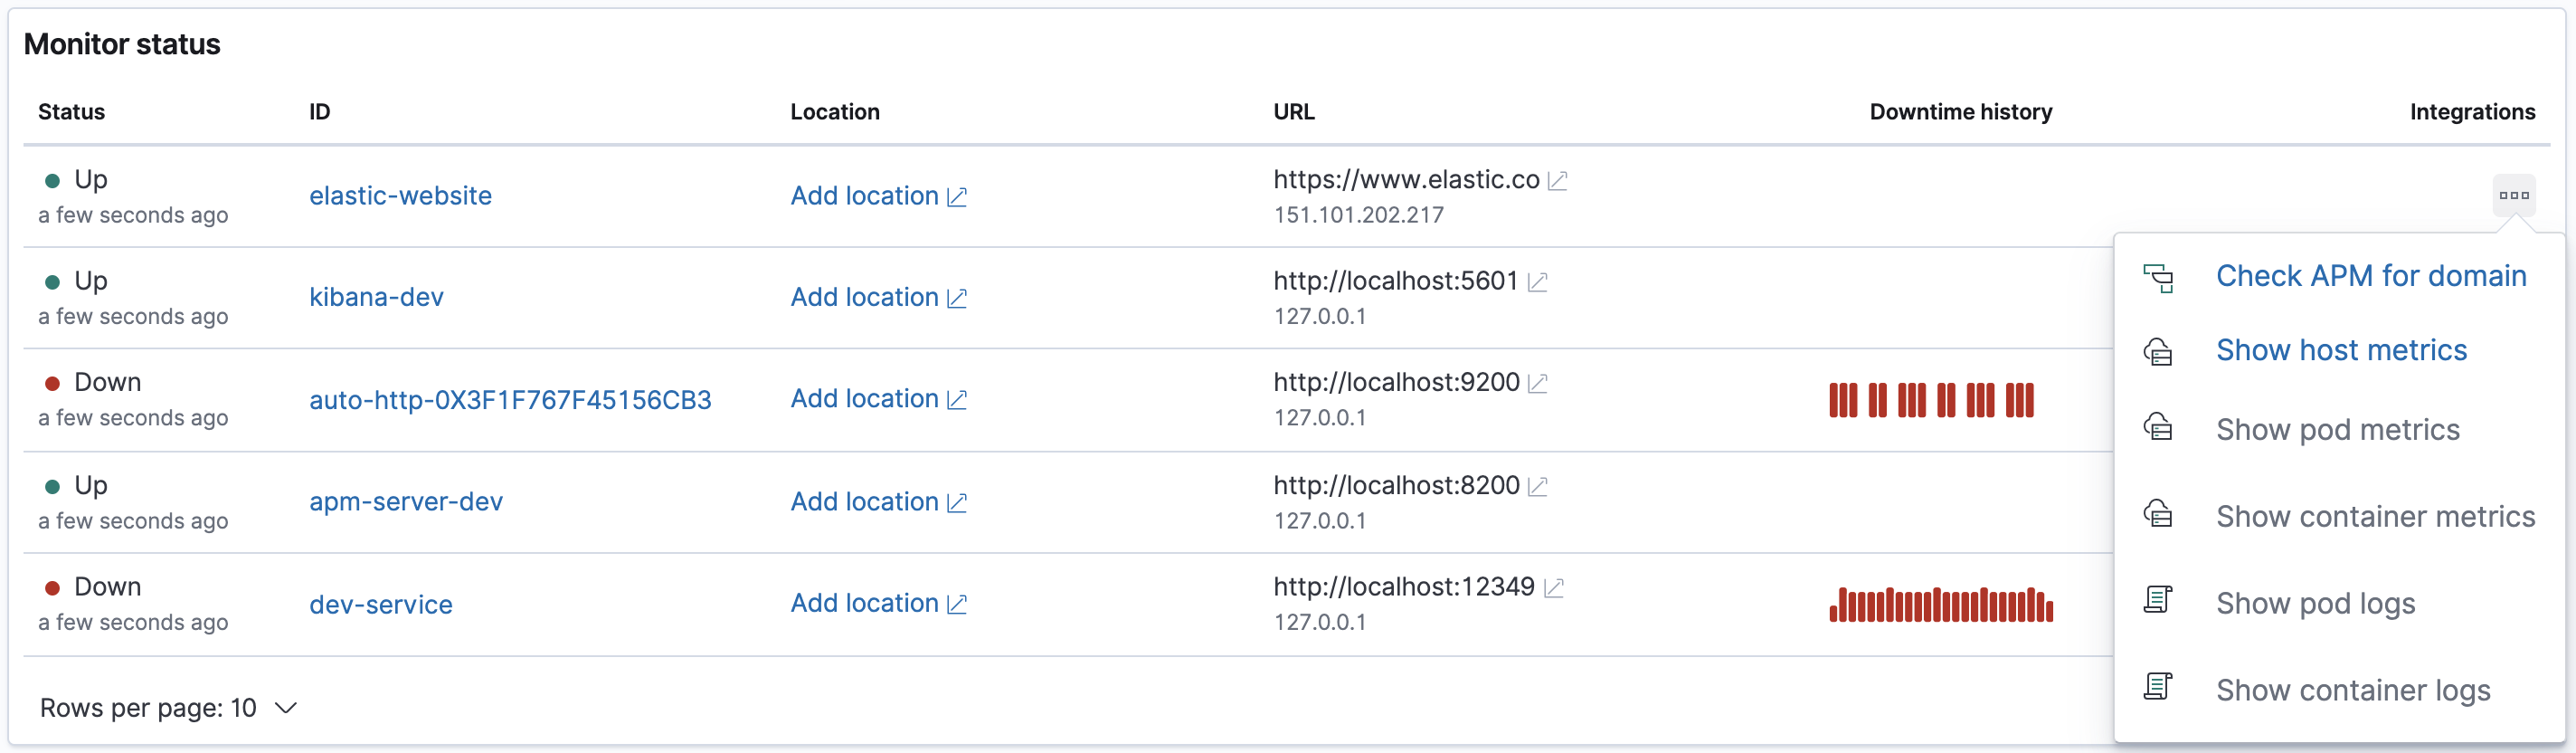 Monitor status
Status ID Location URL Downtime history Integrations
Up
a few seconds ago
elastic-website
Add location
https://www.elastic.co
151.101.202.217
Up
a few seconds ago
kibana-dev
Add location
http://localhost:5601
127.0.0.1
Down
a few seconds ago
auto-http-0X3F1F767F45156CB3
Add location
http://localhost:9200
127.0.0.1
Up
a few seconds ago
apm-server-dev
Add location
http://localhost:8200
127.0.0.1
Down
a few seconds ago
dev-service
Add location
http://localhost:12349
127.0.0.1
Check APM for domain
Show host metrics
Show pod metrics
Show container metrics
Show pod logs
Show container logs
Rows per page: 10